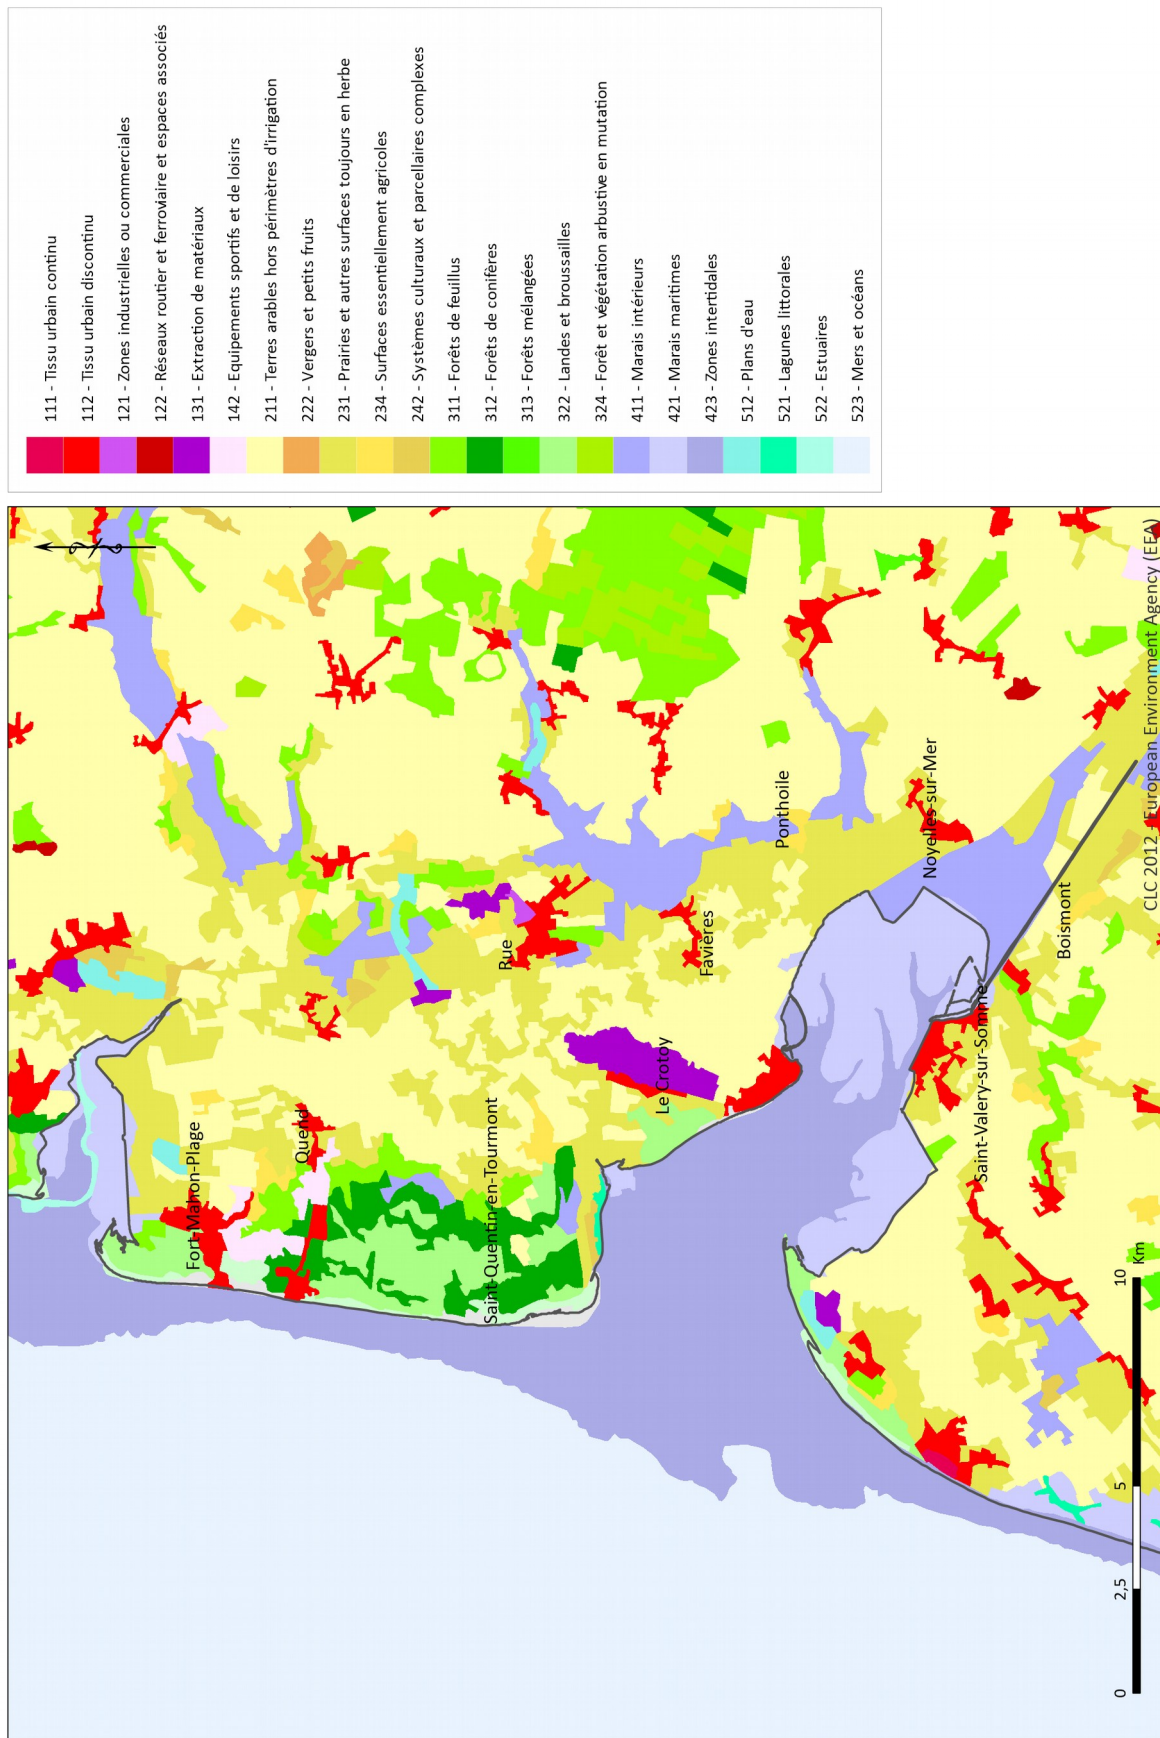 111 - Tissu urbain continu
112 - Tissu urbain discontinu
121 - Zones industrielles ou commerciales
122 - Réseaux routier et ferroviaire et espaces associés
131 - Extraction de matériaux
142 - Equipements sportifs et de loisirs
211 - Terres arables hors périmètres d'irrigation
222 - Vergers et petits fruits
231 - Prairies et autres surfaces toujours en herbe
234 - Surfaces essentiellement agricoles
242 - Systèmes culturaux et parcellaires complexes
311 - Forêts de feuillus
312 - Forêts de conifères
313 - Forêts mélangées
322 - Landes et broussailles
324 - Forêt et végétation arbustive en mutation
411 - Marais intérieurs
421 - Marais maritimes
423 - Zones intertidales
512 - Plans d'eau
521 - Lagunes littorales
522 - Estuaires
523 - Mers et océans
Fort-Mahon-Plage
Quend
Saint-Quentin-en-Tourmont
Rue
Le Crotoy
Favières
Ponthoile
Noyelles-sur-Mer
Saint-Valery-sur-Somme
Boismont
0 2,5 5 10
Km
CLC 2012 - European Environment Agency (EEA)